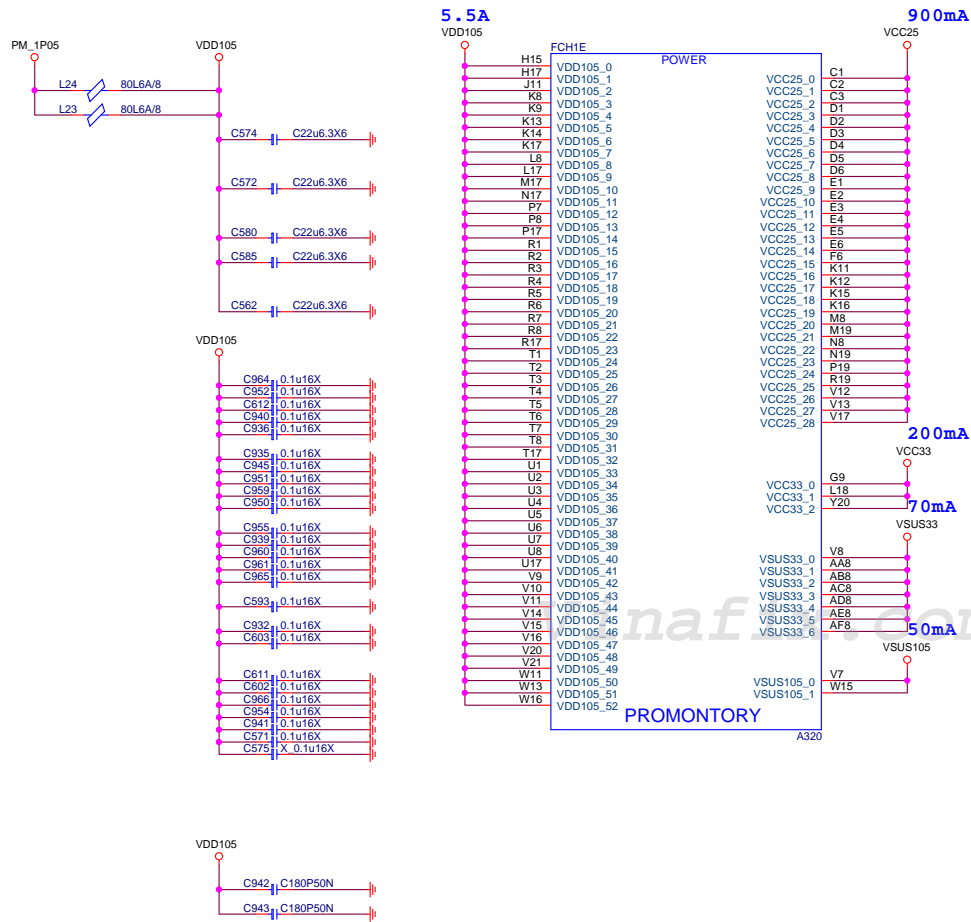 5.5A
900mA
PM_1P05
VDD105
VDD105
VCC25
FCH1E
POWER
L24 80L6A/8
L23 80L6A/8
C574 C22u6.3X6
C572 C22u6.3X6
C580 C22u6.3X6
C585 C22u6.3X6
C562 C22u6.3X6
VDD105
C964 0.1u16X
C952 0.1u16X
C612 0.1u16X
C940 0.1u16X
C936 0.1u16X
C935 0.1u16X
C945 0.1u16X
C951 0.1u16X
C959 0.1u16X
C950 0.1u16X
C955 0.1u16X
C939 0.1u16X
C960 0.1u16X
C961 0.1u16X
C965 0.1u16X
C593 0.1u16X
C932 0.1u16X
C603 0.1u16X
C611 0.1u16X
C602 0.1u16X
C966 0.1u16X
C954 0.1u16X
C941 0.1u16X
C571 0.1u16X
C575 X_0.1u16X
VDD105
C942 C180P50N
C943 C180P50N
H15 VDD105_0
H17 VDD105_1
J11 VDD105_2
K8 VDD105_3
K9 VDD105_4
K13 VDD105_5
K14 VDD105_6
K17 VDD105_7
L8 VDD105_8
L17 VDD105_9
M17 VDD105_10
N17 VDD105_11
P7 VDD105_12
P8 VDD105_13
P17 VDD105_14
R1 VDD105_15
R2 VDD105_16
R3 VDD105_17
R4 VDD105_18
R5 VDD105_19
R6 VDD105_20
R7 VDD105_21
R8 VDD105_22
R17 VDD105_23
T1 VDD105_24
T2 VDD105_25
T3 VDD105_26
T4 VDD105_27
T5 VDD105_28
T6 VDD105_29
T7 VDD105_30
T8 VDD105_31
T17 VDD105_32
U1 VDD105_33
U2 VDD105_34
U3 VDD105_35
U4 VDD105_36
U5 VDD105_37
U6 VDD105_38
U7 VDD105_39
U8 VDD105_40
U17 VDD105_41
V9 VDD105_42
V10 VDD105_43
V11 VDD105_44
V14 VDD105_45
V15 VDD105_46
V16 VDD105_47
V20 VDD105_48
V21 VDD105_49
W11 VDD105_50
W13 VDD105_51
W16 VDD105_52
VCC25_0 C1
VCC25_1 C2
VCC25_2 C3
VCC25_3 D1
VCC25_4 D2
VCC25_5 D3
VCC25_6 D4
VCC25_7 D5
VCC25_8 D6
VCC25_9 E1
VCC25_10 E2
VCC25_11 E3
VCC25_12 E4
VCC25_13 E5
VCC25_14 E6
VCC25_15 F6
VCC25_16 K11
VCC25_17 K12
VCC25_18 K15
VCC25_19 K16
VCC25_20 M8
VCC25_21 M19
VCC25_22 N8
VCC25_23 N19
VCC25_24 P19
VCC25_25 R19
VCC25_26 V12
VCC25_27 V13
VCC25_28 V17
200mA
VCC33
VCC33_0 G9
VCC33_1 L18
VCC33_2 Y20
70mA
VSUS33
VSUS33_0 V8
VSUS33_1 AA8
VSUS33_2 AB8
VSUS33_3 AC8
VSUS33_4 AD8
VSUS33_5 AE8
VSUS33_6 AF8
50mA
VSUS105
VSUS105_0 V7
VSUS105_1 W15
PROMONTORY
A320